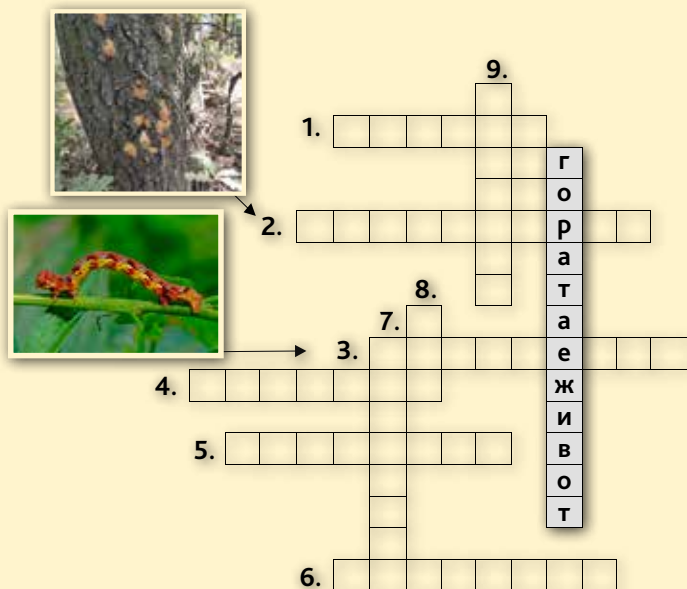 9.
1.
г
о
2.
р
а
т
8.
а
7.
3.
е
4.
ж
и
5.
в
о
т
6.